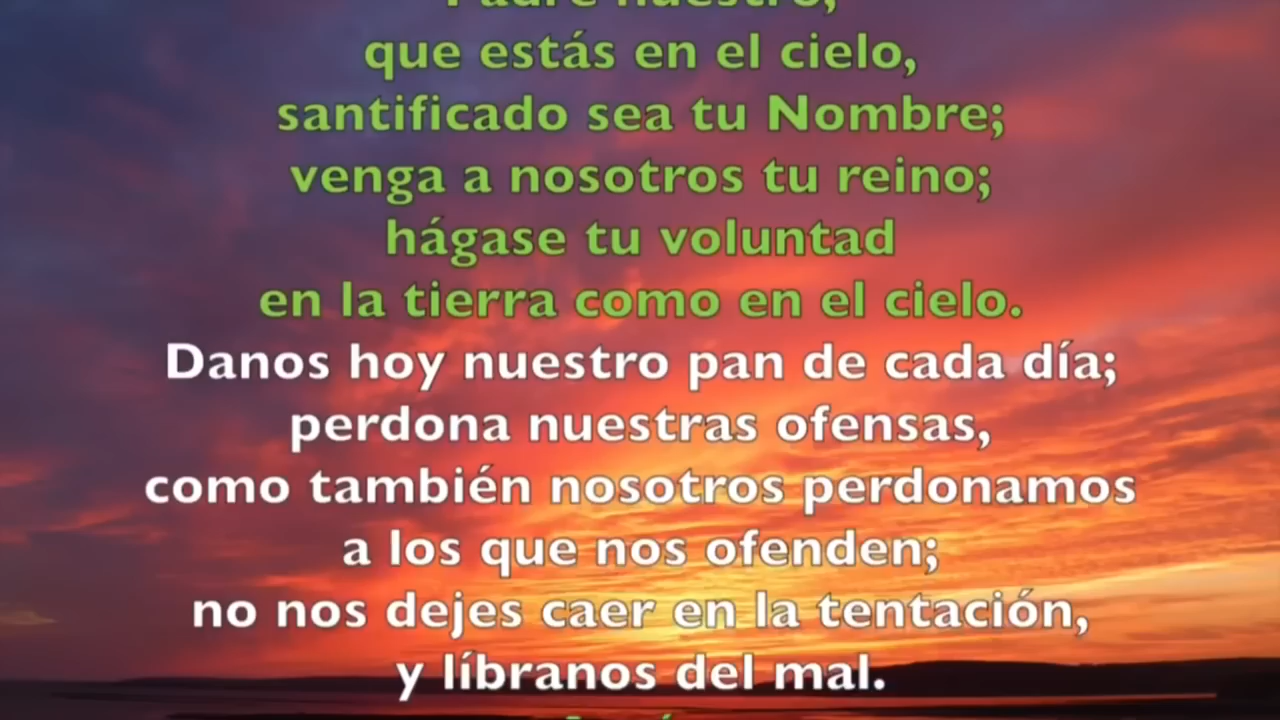 Padre nuestro,
que estás en el cielo,
santificado sea tu Nombre;
venga a nosotros tu reino;
hágase tu voluntad
en la tierra como en el cielo.
Danos hoy nuestro pan de cada día;
perdona nuestras ofensas,
como también nosotros perdonamos
a los que nos ofenden;
no nos dejes caer en la tentación,
y líbranos del mal.